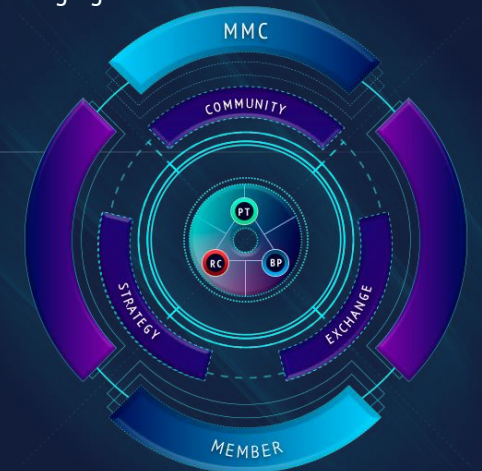 MMC
COMMUNITY
PT
RC
BP
STRATEGY
EXCHANGE
MEMBER